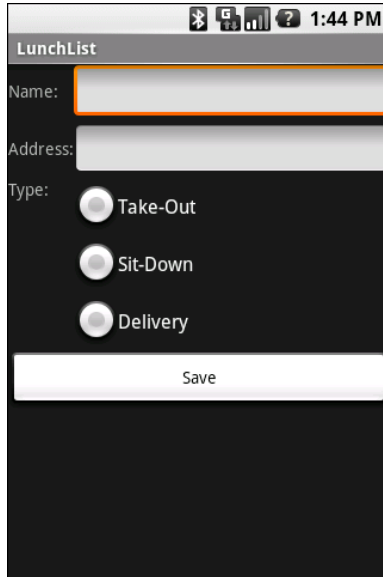 1:44 PM
LunchList
Name:
Address:
Type:
Take-Out
Sit-Down
Delivery
Save